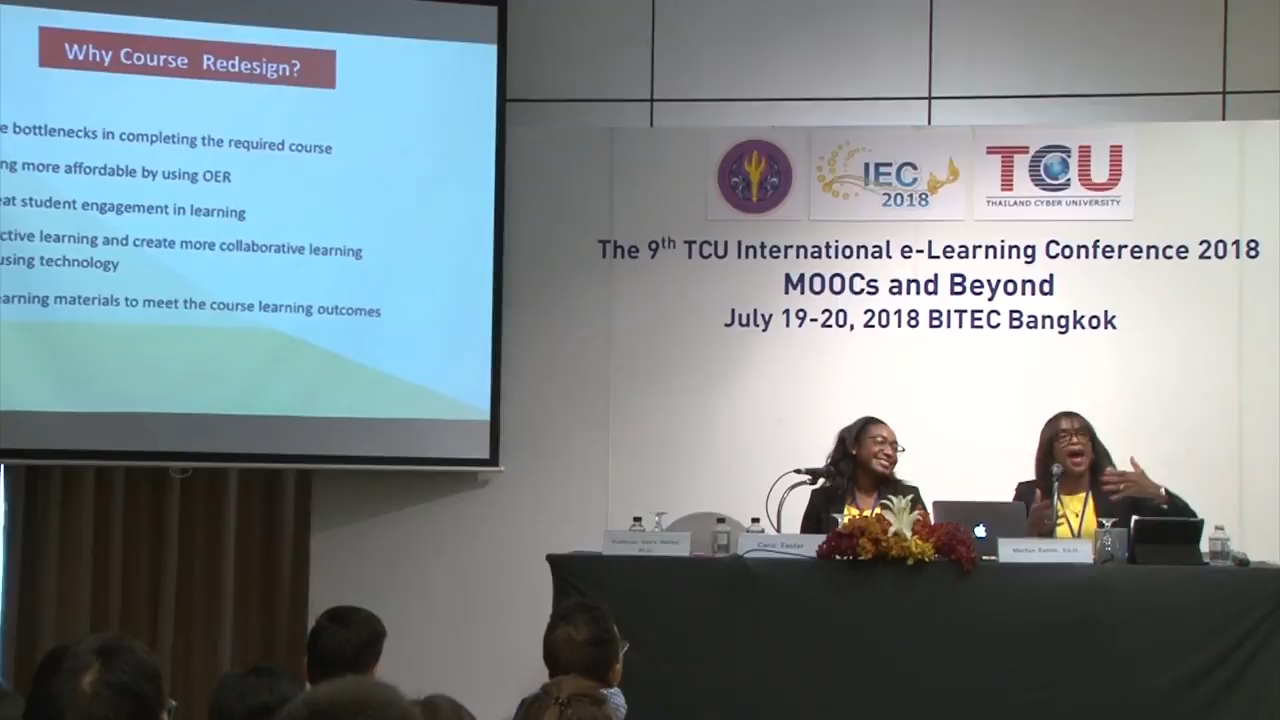 Why Course Redesign?
e bottlenecks in completing the required course
ng more affordable by using OER
eat student engagement in learning
ctive learning and create more collaborative learning
using technology
earning materials to meet the course learning outcomes
IEC
2018
TCU
THAILAND CYBER UNIVERSITY
The 9th TCU International e-Learning Conference 2018
MOOCs and Beyond
July 19-20, 2018 BITEC Bangkok
Professor
Ph.D.
Carol Easter
Ed.D.